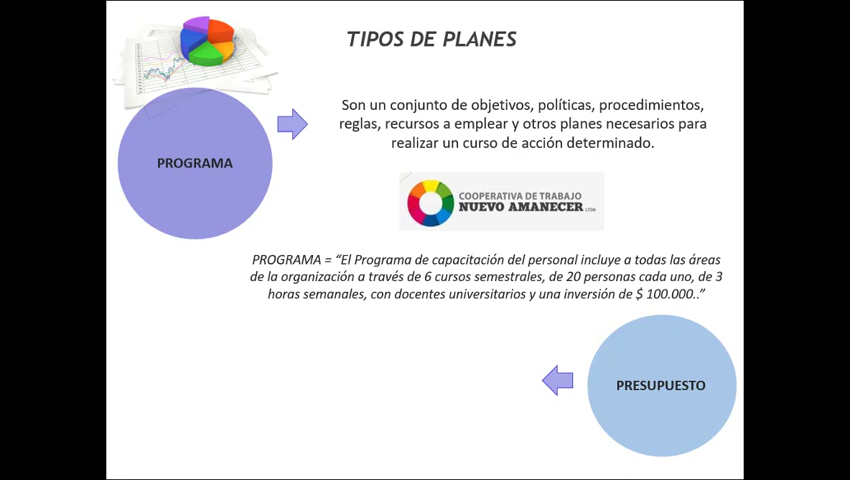 TIPOS DE PLANES
Son un conjunto de objetivos, políticas, procedimientos,
reglas, recursos a emplear y otros planes necesarios para
realizar un curso de acción determinado.
PROGRAMA
COOPERATIVA DE TRABAJO
NUEVO AMANECER LTDA
PROGRAMA = “El Programa de capacitación del personal incluye a todas las áreas
de la organización a través de 6 cursos semestrales, de 20 personas cada uno, de 3
horas semanales, con docentes universitarios y una inversión de $ 100.000..”
PRESUPUESTO